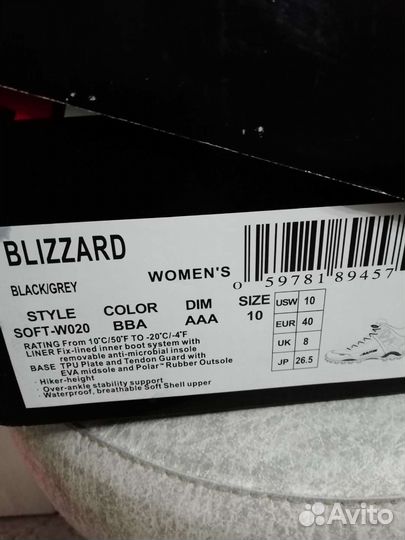 BLIZZARD
BLACK/GREY
WOMEN'S
0 59781 89457
STYLE COLOR DIM SIZE
SOFT-W020 BBA AAA 10
USW 10
EUR 40
UK 8
JP 26.5
RATING From 10°C/50°F TO -20°C/-4°F
LINER Fix-lined inner boot system with
removable anti-microbial insole
BASE TPU Plate and Tendon Guard with
EVA midsole and Polar™ Rubber Outsole
· Hiker-height
· Over-ankle stability support
· Waterproof, breathable Soft Shell upper
Avito